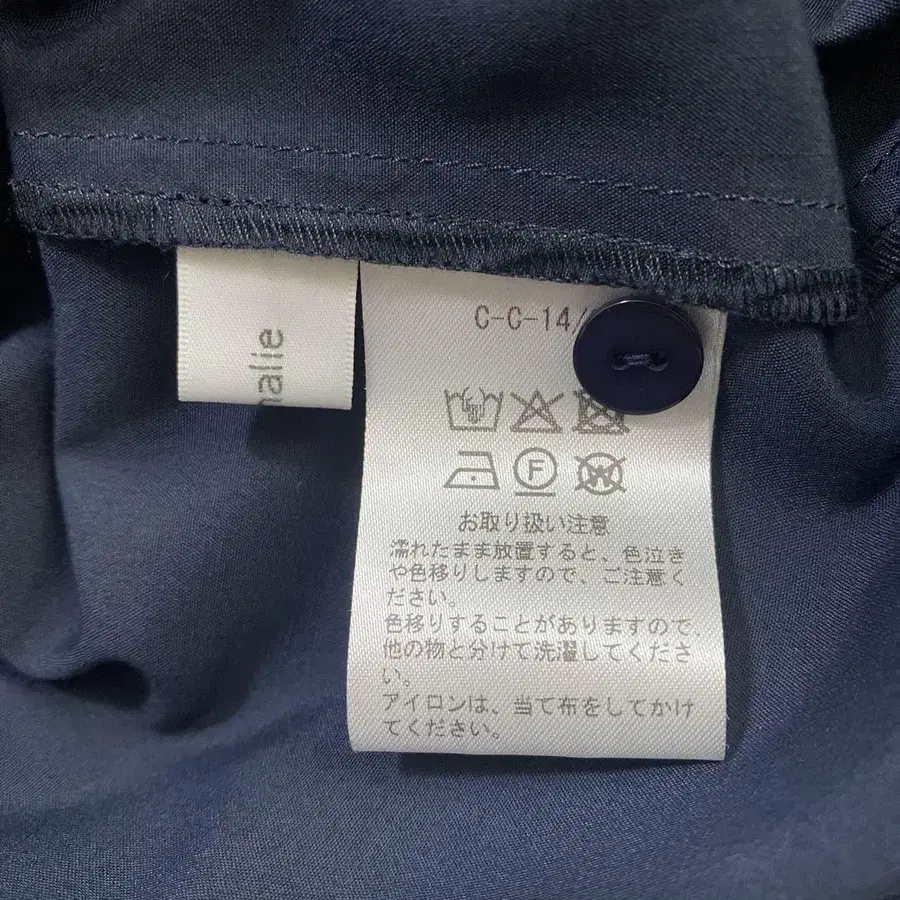 C-C-14/
F
W
お取り扱い注意
濡れたまま放置すると、色泣き
や色移りしますので、ご注意く
ださい。
色移りすることがありますので、
他の物と分けて洗濯してくださ
い。
アイロンは、当て布をしてかけ
てください。